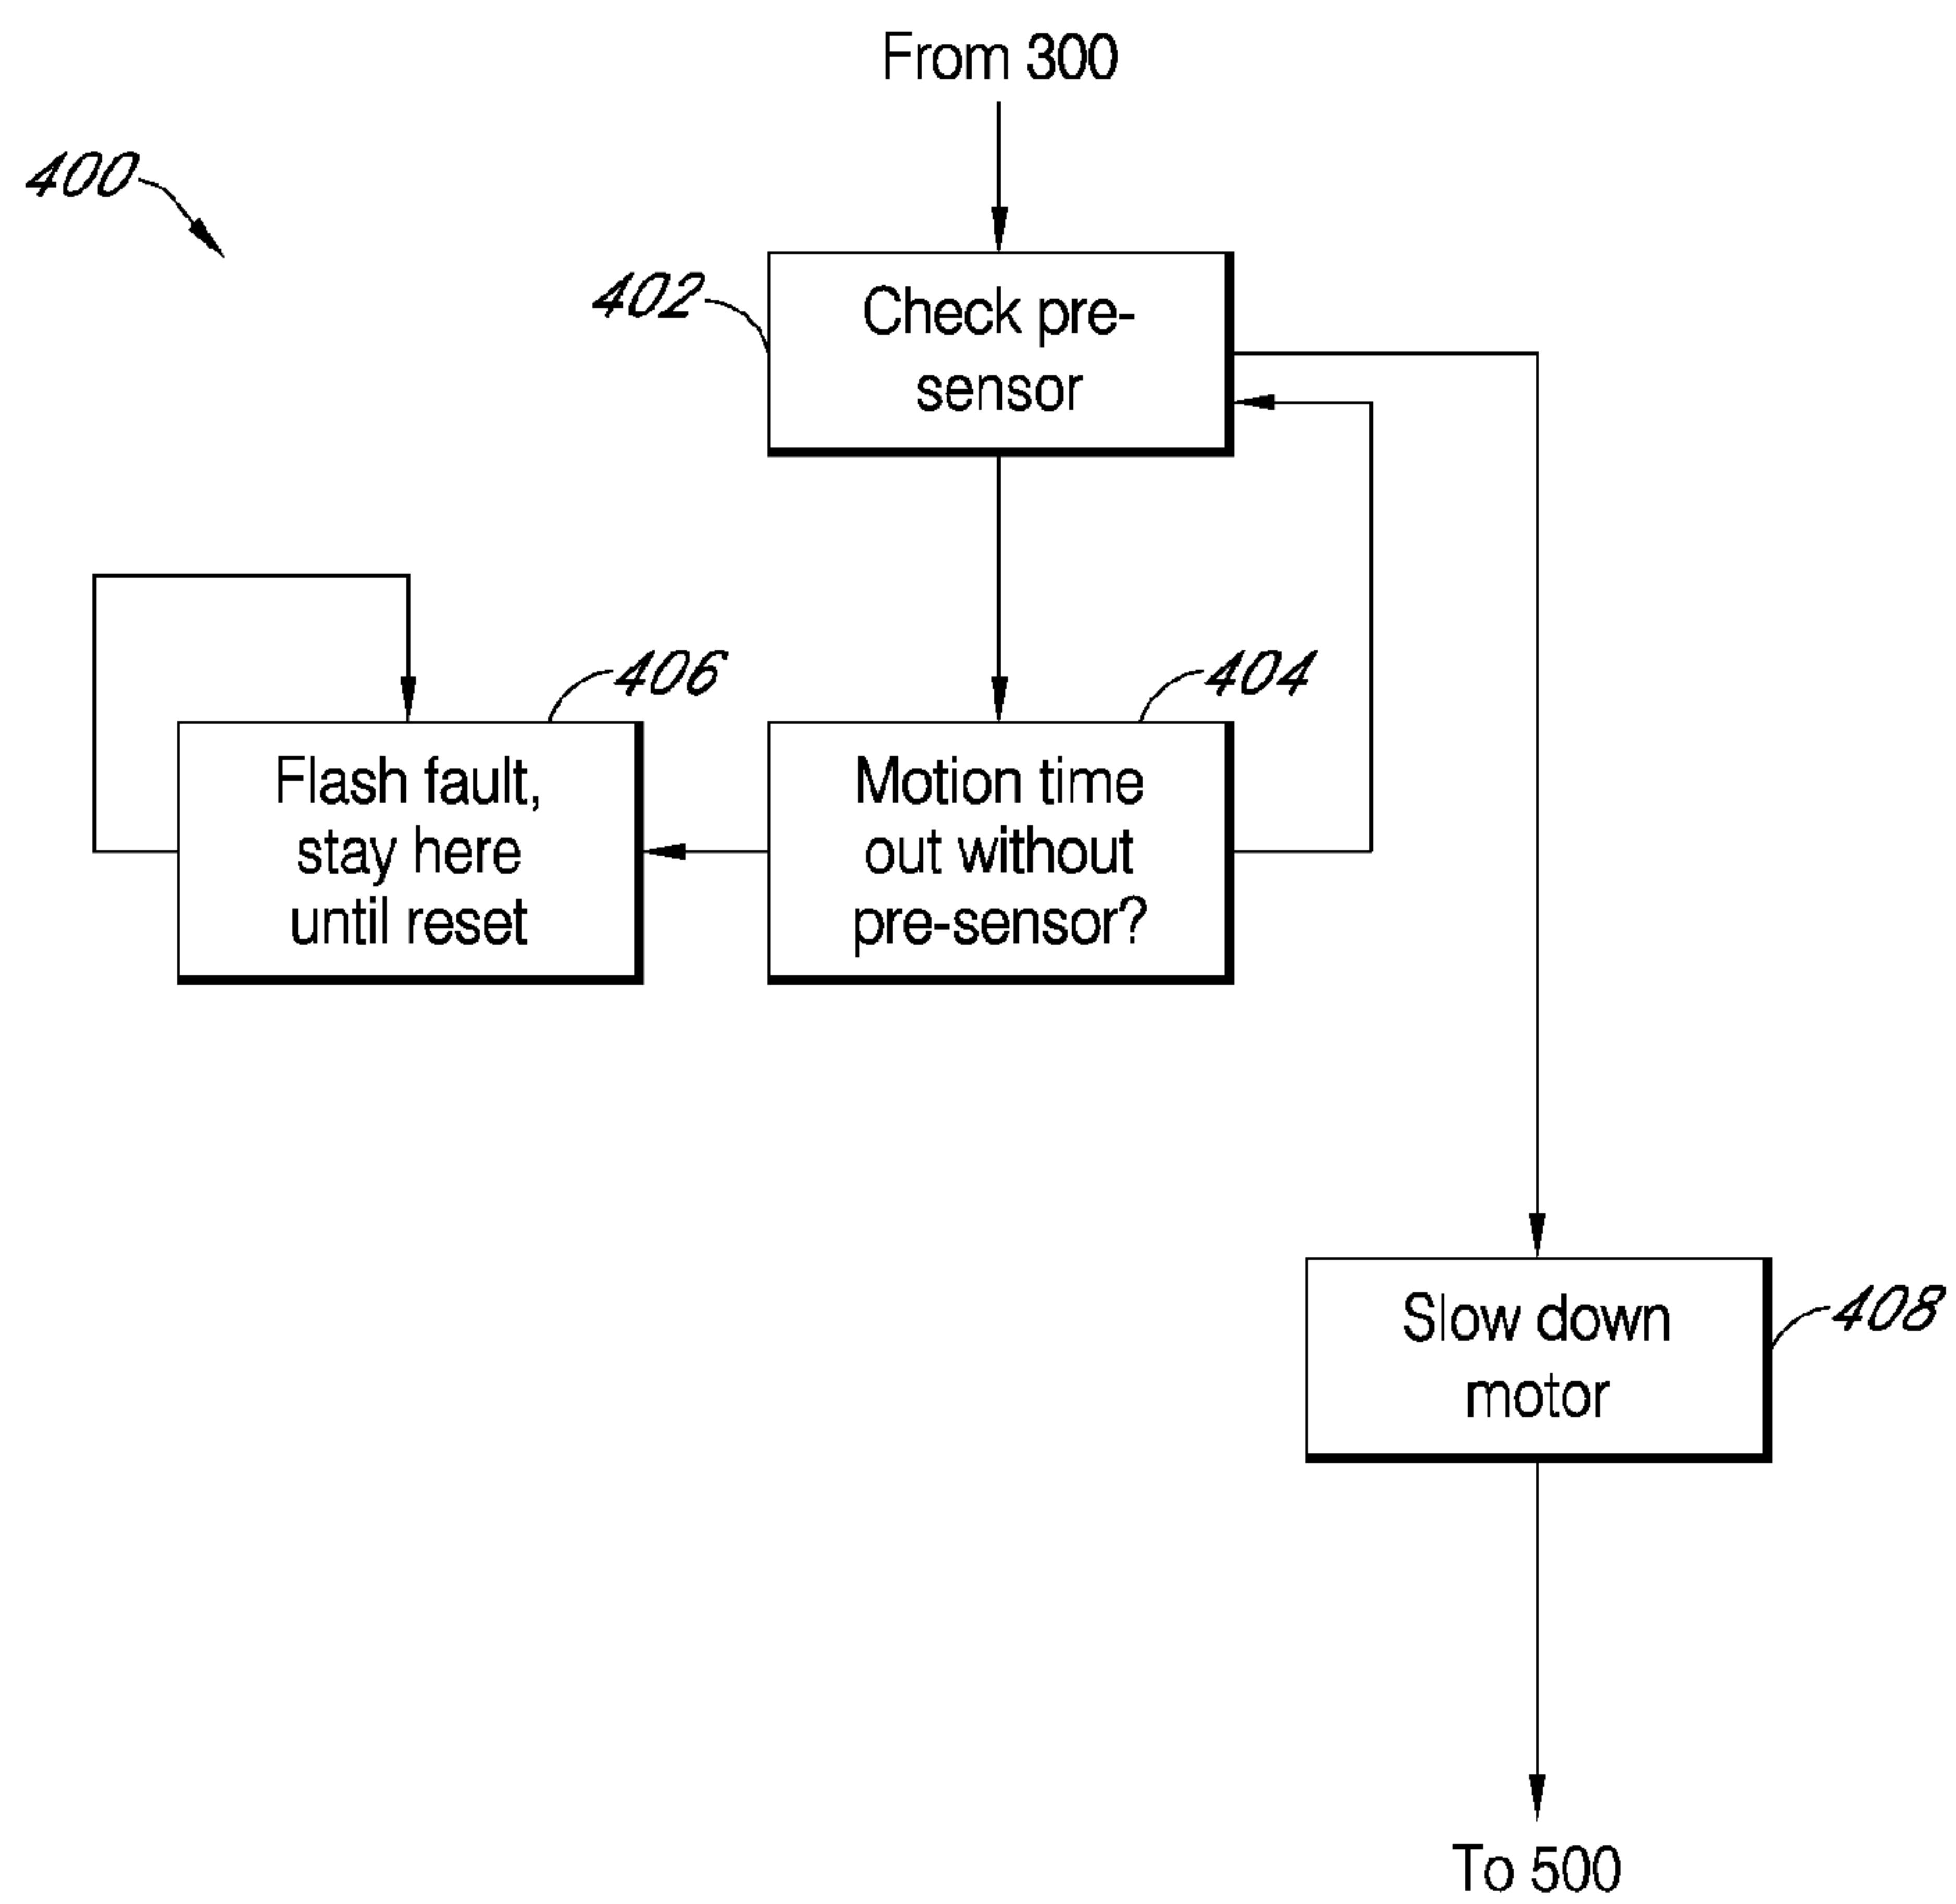 From 300
400
402
Check pre-
sensor
406
404
Flash fault,
stay here
until reset
Motion time
out without
pre-sensor?
Slow down
motor
408
To 500